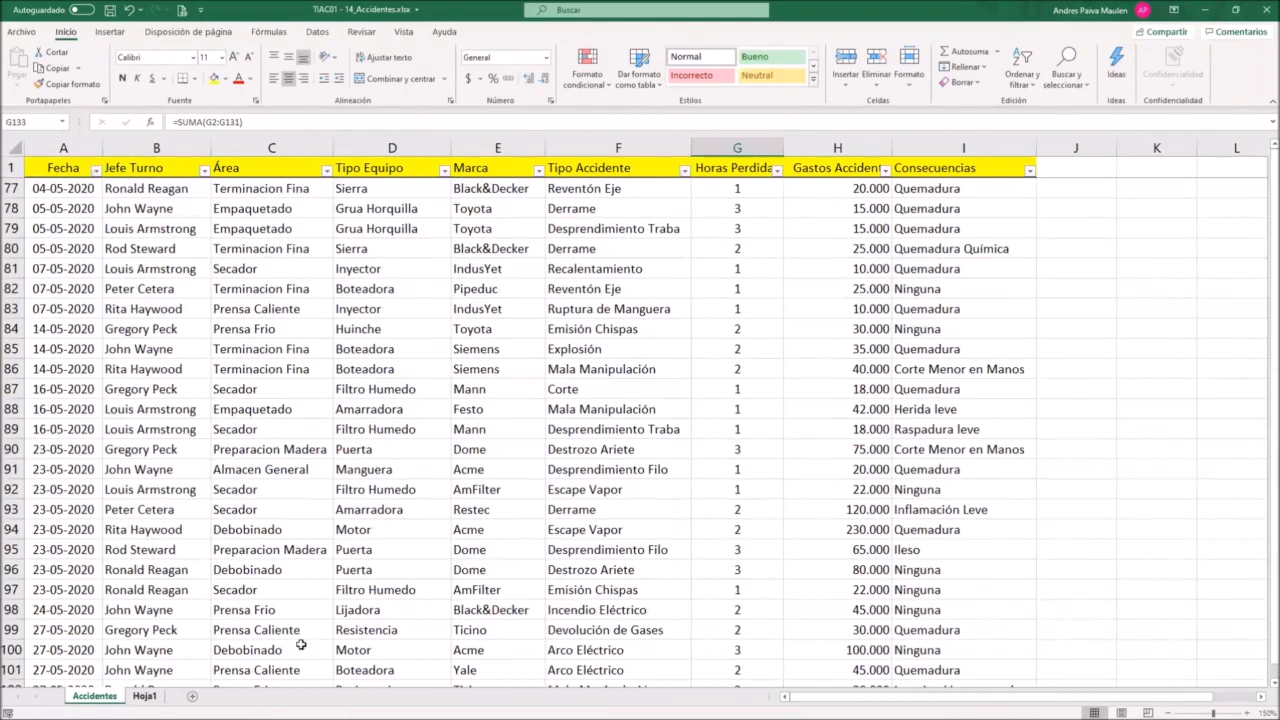 Autoguardado
TIAC01 - 14_Accidentes.xlsx
Buscar
Andres Paiva Maulen AP
Archivo Inicio Insertar Disposición de página Fórmulas Datos Revisar Vista Ayuda Compartir Comentarios
Pegar Cortar Copiar Copiar formato Portapapeles
Calibri 11 N K S Fuente
Ajustar texto Combinar y centrar Alineación
General $ % 000 Número
Formato condicional Dar formato como tabla Normal Bueno Incorrecto Neutral Estilos
Insertar Eliminar Formato Celdas
Autosuma Rellenar Borrar Ordenar y filtrar Buscar y seleccionar Edición
Ideas Ideas Confidencialidad Confidencialidad
G133 fx =SUMA(G2:G131)
A B C D E F G H I J K L
1 Fecha Jefe Turno Área Tipo Equipo Marca Tipo Accidente Horas Perdida Gastos Accident Consecuencias
77 04-05-2020 Ronald Reagan Terminacion Fina Sierra Black&Decker Reventón Eje 1 20.000 Quemadura
78 05-05-2020 John Wayne Empaquetado Grua Horquilla Toyota Derrame 3 15.000 Quemadura
79 05-05-2020 Louis Armstrong Empaquetado Grua Horquilla Toyota Desprendimiento Traba 3 15.000 Quemadura
80 05-05-2020 Rod Steward Terminacion Fina Sierra Black&Decker Derrame 2 25.000 Quemadura Química
81 07-05-2020 Louis Armstrong Secador Inyector IndusYet Recalentamiento 1 10.000 Quemadura
82 07-05-2020 Peter Cetera Terminacion Fina Boteadora Pipeduc Reventón Eje 1 25.000 Ninguna
83 07-05-2020 Rita Haywood Prensa Caliente Inyector IndusYet Ruptura de Manguera 1 10.000 Quemadura
84 14-05-2020 Gregory Peck Prensa Frio Huinche Toyota Emisión Chispas 2 30.000 Ninguna
85 14-05-2020 John Wayne Terminacion Fina Boteadora Siemens Explosión 2 35.000 Quemadura
86 14-05-2020 Rita Haywood Terminacion Fina Boteadora Siemens Mala Manipulación 2 40.000 Corte Menor en Manos
87 16-05-2020 Gregory Peck Secador Filtro Humedo Mann Corte 1 18.000 Quemadura
88 16-05-2020 Louis Armstrong Empaquetado Amarradora Festo Mala Manipulación 1 42.000 Herida leve
89 16-05-2020 Louis Armstrong Secador Filtro Humedo Mann Desprendimiento Traba 1 18.000 Raspadura leve
90 23-05-2020 Gregory Peck Preparacion Madera Puerta Dome Destrozo Ariete 3 75.000 Corte Menor en Manos
91 23-05-2020 John Wayne Almacen General Manguera Acme Desprendimiento Filo 1 20.000 Quemadura
92 23-05-2020 Louis Armstrong Secador Filtro Humedo AmFilter Escape Vapor 1 22.000 Ninguna
93 23-05-2020 Peter Cetera Secador Amarradora Restec Derrame 2 120.000 Inflamación Leve
94 23-05-2020 Rita Haywood Debobinado Motor Acme Escape Vapor 2 230.000 Quemadura
95 23-05-2020 Rod Steward Preparacion Madera Puerta Dome Desprendimiento Filo 3 65.000 Ileso
96 23-05-2020 Ronald Reagan Debobinado Puerta Dome Destrozo Ariete 3 80.000 Ninguna
97 23-05-2020 Ronald Reagan Secador Filtro Humedo AmFilter Emisión Chispas 1 22.000 Ninguna
98 24-05-2020 John Wayne Prensa Frio Lijadora Black&Decker Incendio Eléctrico 2 45.000 Ninguna
99 27-05-2020 Gregory Peck Prensa Caliente Resistencia Ticino Devolución de Gases 2 30.000 Quemadura
100 27-05-2020 John Wayne Debobinado Motor Acme Arco Eléctrico 3 100.000 Ninguna
101 27-05-2020 John Wayne Prensa Caliente Boteadora Yale Arco Eléctrico 2 45.000 Quemadura
Accidentes Hoja1
150%